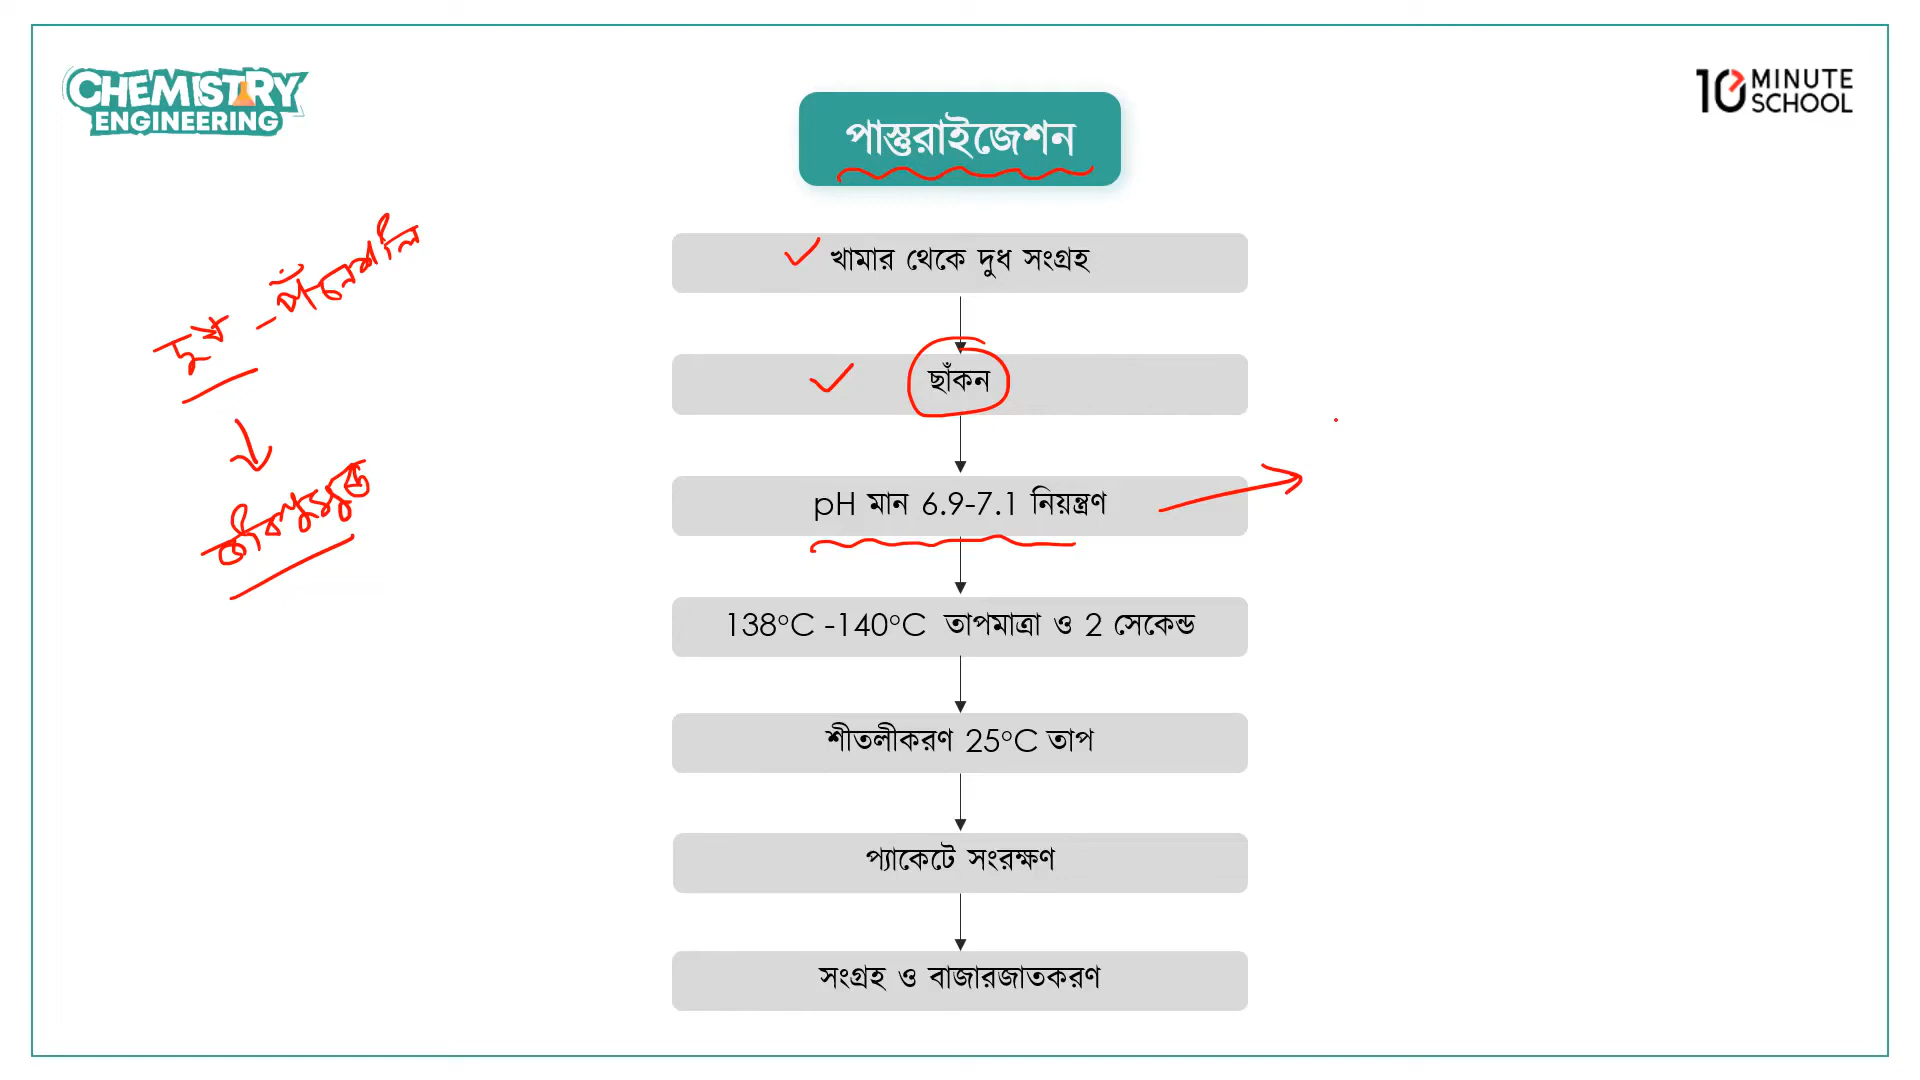 CHEMISTRY
ENGINEERING
10 MINUTE
SCHOOL
পাস্তুরাইজেশন
খামার থেকে দুধ সংগ্রহ
ছাঁকন
pH মান 6.9-7.1 নিয়ন্ত্রণ
138°C -140°C তাপমাত্রা ও 2 সেকেন্ড
শীতলীকরণ 25°C তাপ
প্যাকেটে সংরক্ষণ
সংগ্রহ ও বাজারজাতকরণ
দুধ -
জীবাণুমুক্ত